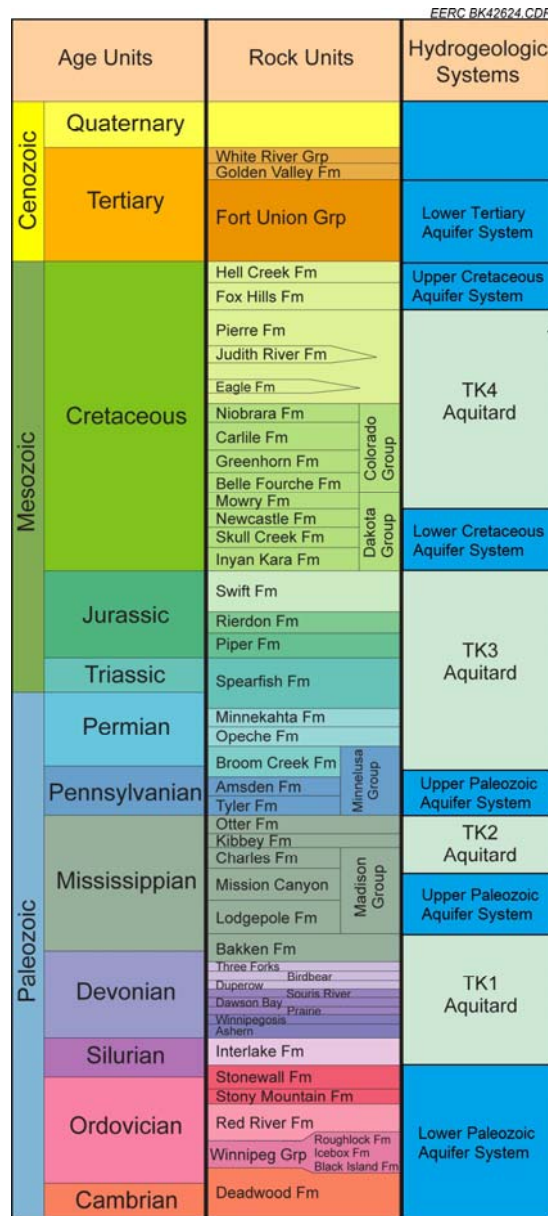 EERC BK42624.CDR
Age Units
Rock Units
Hydrogeologic
Systems
Cenozoic
Quaternary
Tertiary
White River Grp
Golden Valley Fm
Fort Union Grp
Lower Tertiary
Aquifer System
Mesozoic
Cretaceous
Hell Creek Fm
Fox Hills Fm
Upper Cretaceous
Aquifer System
Pierre Fm
Judith River Fm
Eagle Fm
TK4
Aquitard
Niobrara Fm
Carlile Fm
Greenhorn Fm
Belle Fourche Fm
Colorado
Group
Mowry Fm
Newcastle Fm
Skull Creek Fm
Inyan Kara Fm
Dakota
Group
Lower Cretaceous
Aquifer System
Jurassic
Swift Fm
Rierdon Fm
Piper Fm
TK3
Aquitard
Triassic
Spearfish Fm
Paleozoic
Permian
Minnekahta Fm
Opeche Fm
Broom Creek Fm
Pennsylvanian
Amsden Fm
Tyler Fm
Minnelusa
Group
Upper Paleozoic
Aquifer System
Mississippian
Otter Fm
Kibbey Fm
TK2
Aquitard
Charles Fm
Mission Canyon
Lodgepole Fm
Madison
Group
Upper Paleozoic
Aquifer System
Bakken Fm
Devonian
Three Forks
Birdbear
Duperow
Souris River
Dawson Bay
Prairie
Winnipegosis
Ashern
TK1
Aquitard
Silurian
Interlake Fm
Ordovician
Stonewall Fm
Stony Mountain Fm
Red River Fm
Winnipeg Grp
Roughlock Fm
Icebox Fm
Black Island Fm
Lower Paleozoic
Aquifer System
Cambrian
Deadwood Fm